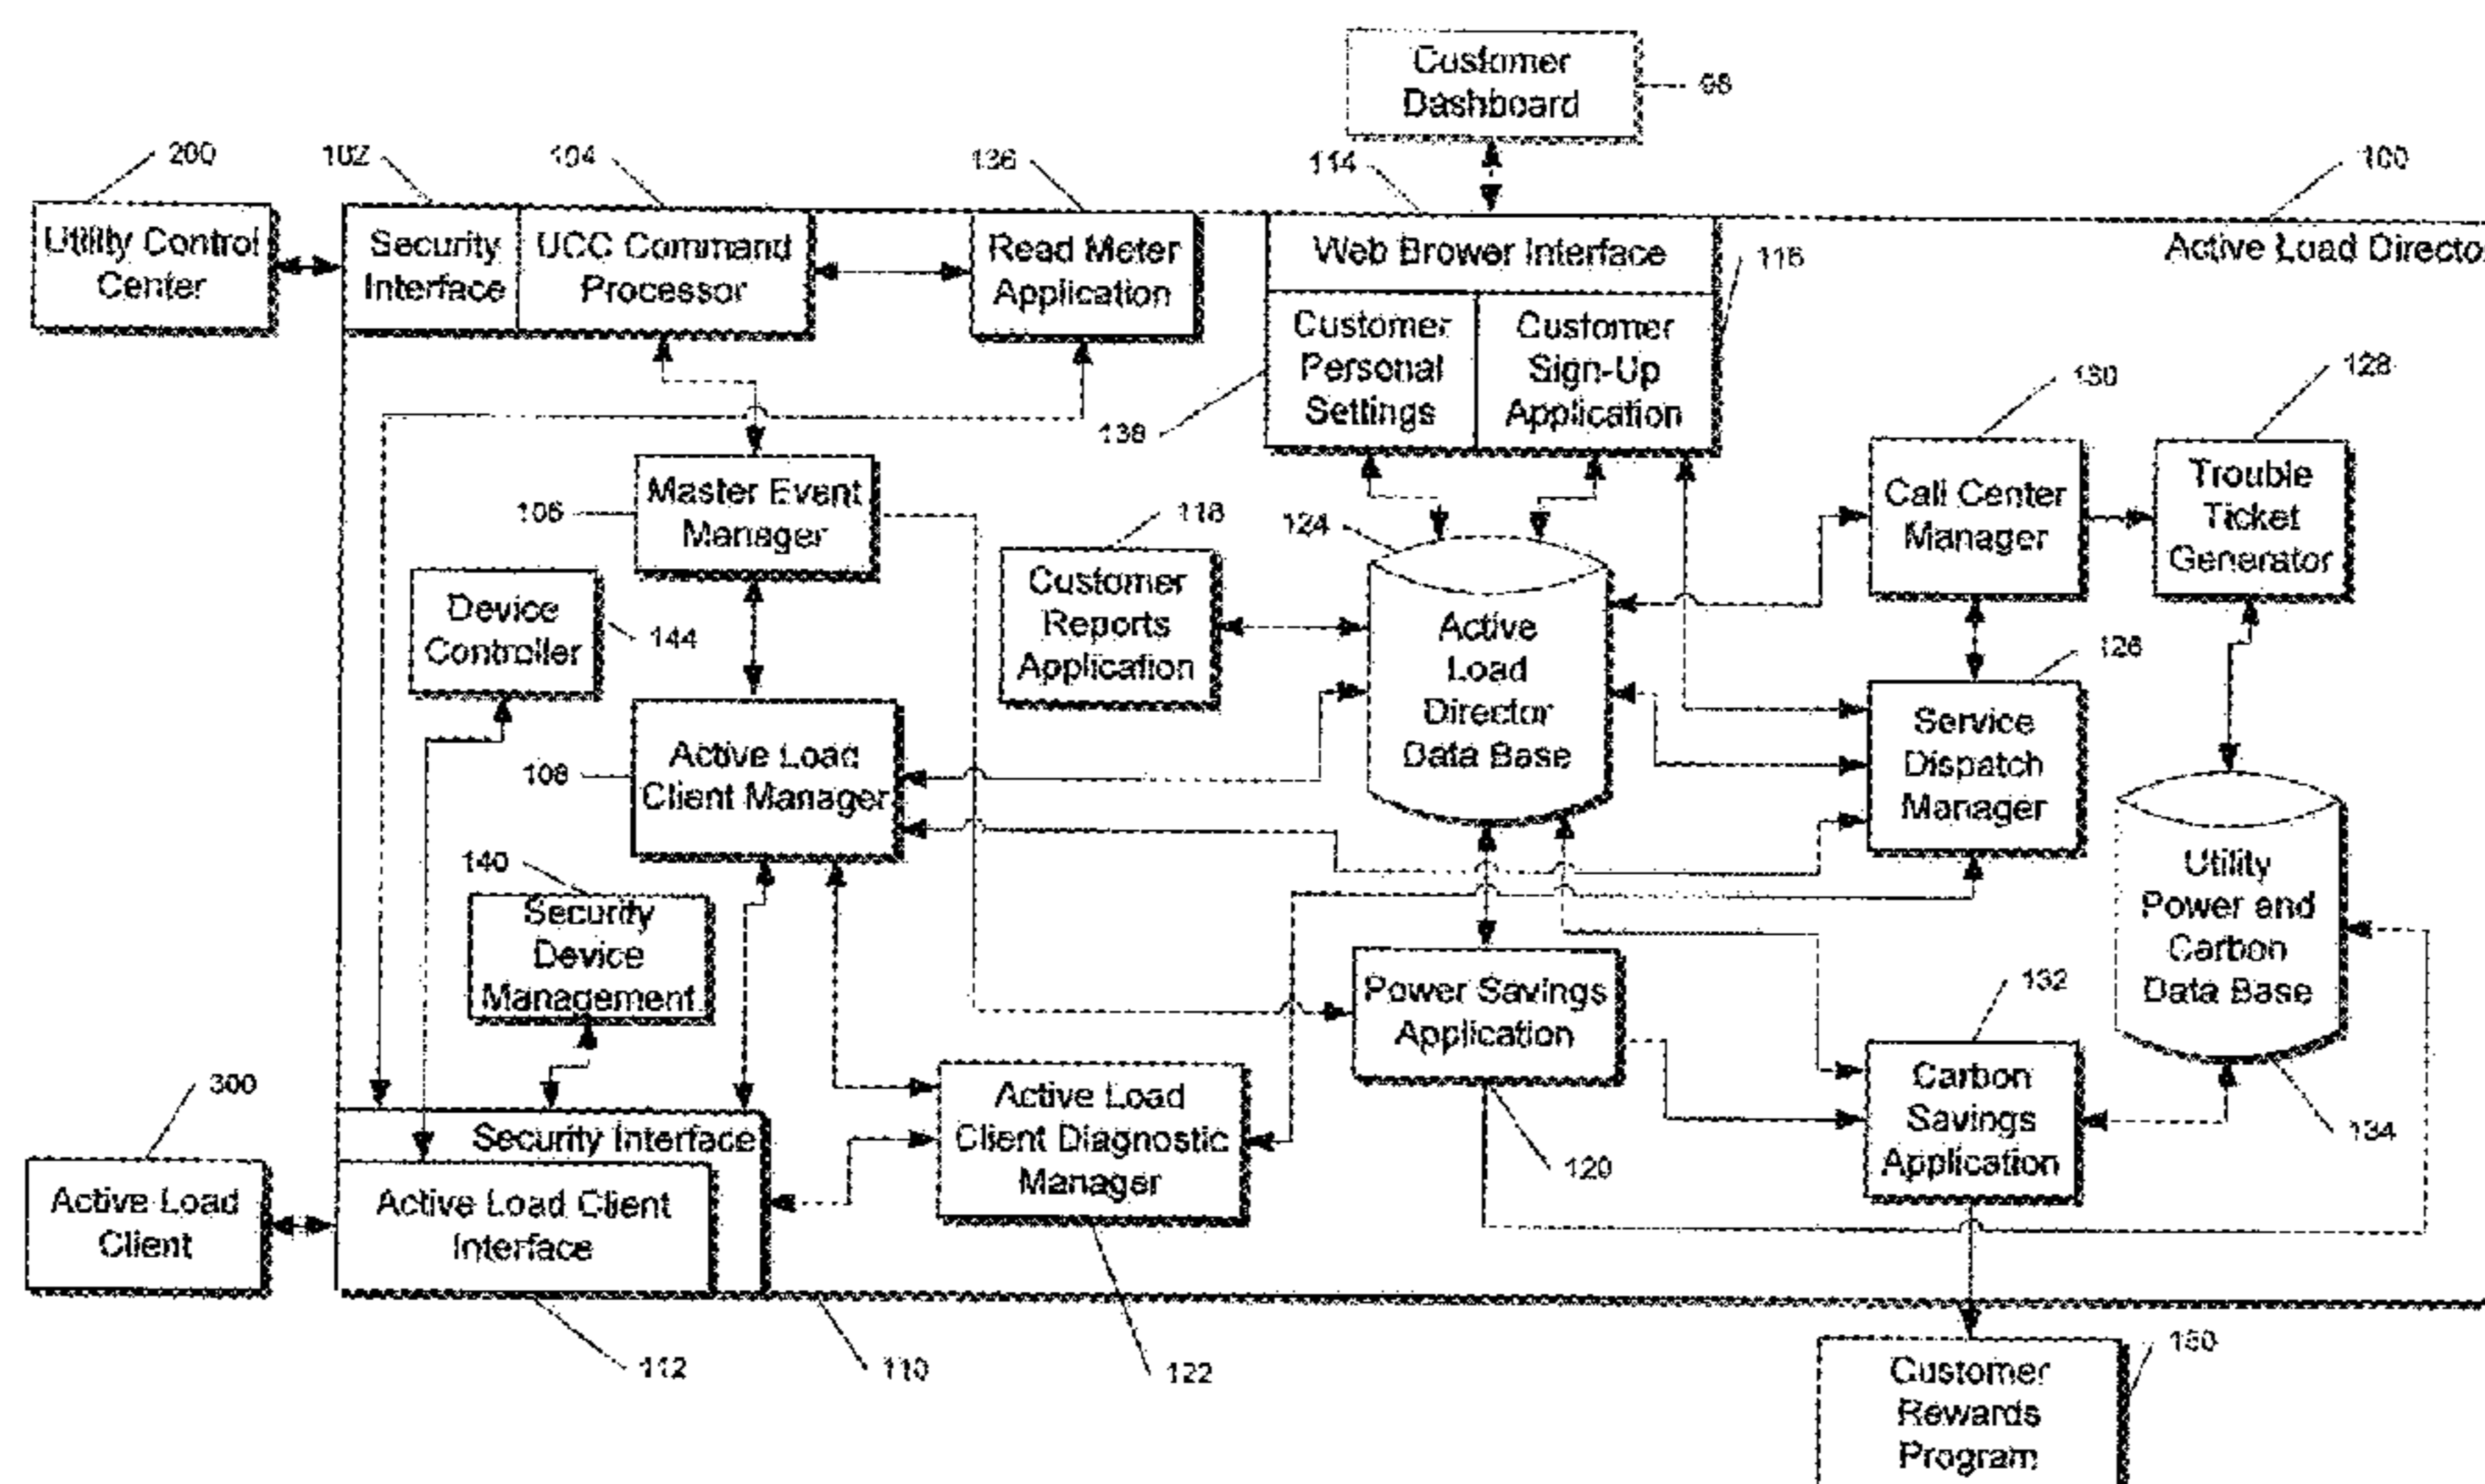 Customer
Dashboard
98
200
102
104
136
114
100
Utility Control
Center
Security
Interface
UCC Command
Processor
Read Meter
Application
Web Brower Interface
116
Active Load Directo
Customer
Personal
Settings
Customer
Sign-Up
Application
138
130
128
Master Event
Manager
106
118
124
Call Center
Manager
Trouble
Ticket
Generator
Device
Controller
144
Customer
Reports
Application
Active
Load
Director
Data Base
126
Active Load
Client Manager
108
Service
Dispatch
Manager
140
Security
Device
Management
Utility
Power and
Carbon
Data Base
Power Savings
Application
132
300
Active Load
Client Diagnostic
Manager
Carbon
Savings
Application
134
Security Interface
120
Active Load
Client
Active Load Client
Interface
112
110
122
150
Customer
Rewards
Program